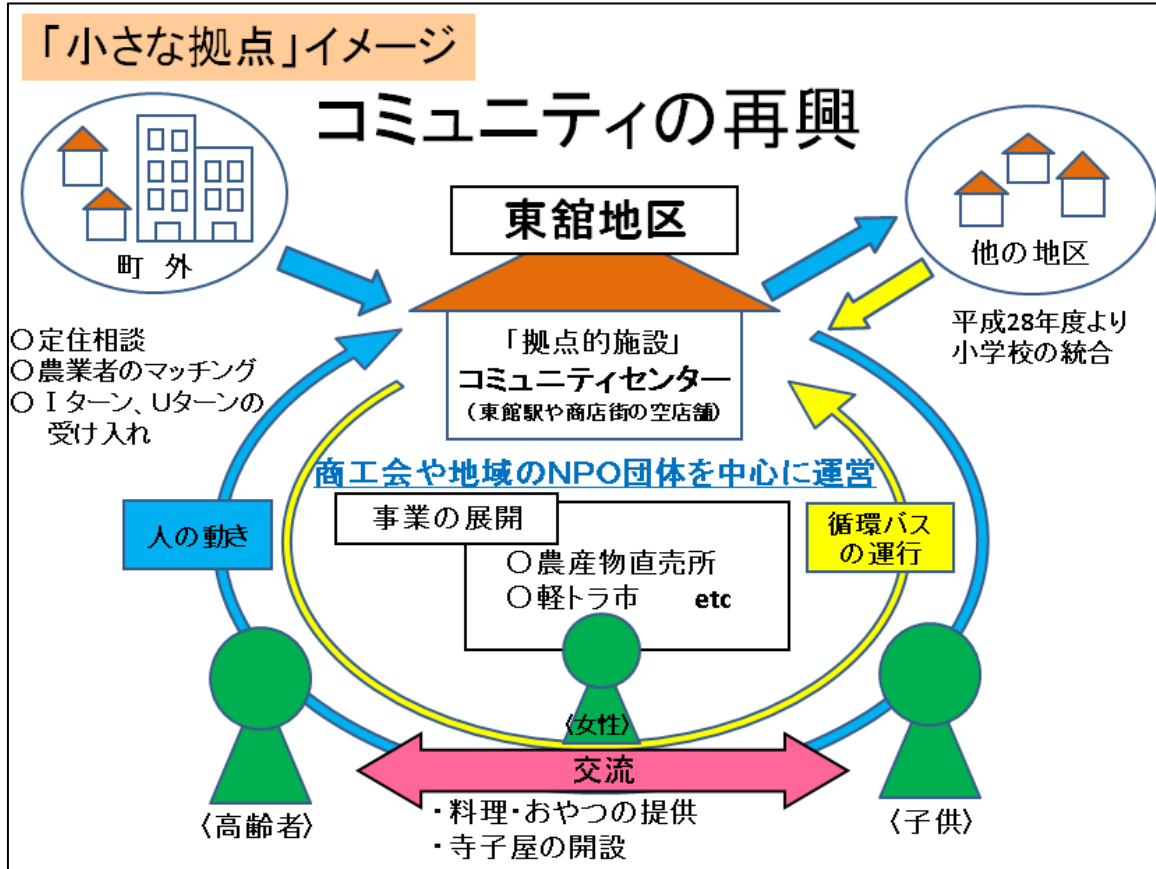 「小さな拠点」イメージ
コミュニティの再興
町 外
東舘地区
他の地区
○定住相談
○農業者のマッチング
○Ⅰターン、Uターンの
受け入れ
「拠点的施設」
コミュニティセンター
(東館駅や商店街の空店舗)
平成28年度より
小学校の統合
商工会や地域のNPO団体を中心に運営
事業の展開
人の動き
循環バス
の運行
○農産物直売所
○軽トラ市 etc
〈女性〉
交流
〈高齢者〉
〈子供〉
・料理・おやつの提供
・寺子屋の開設